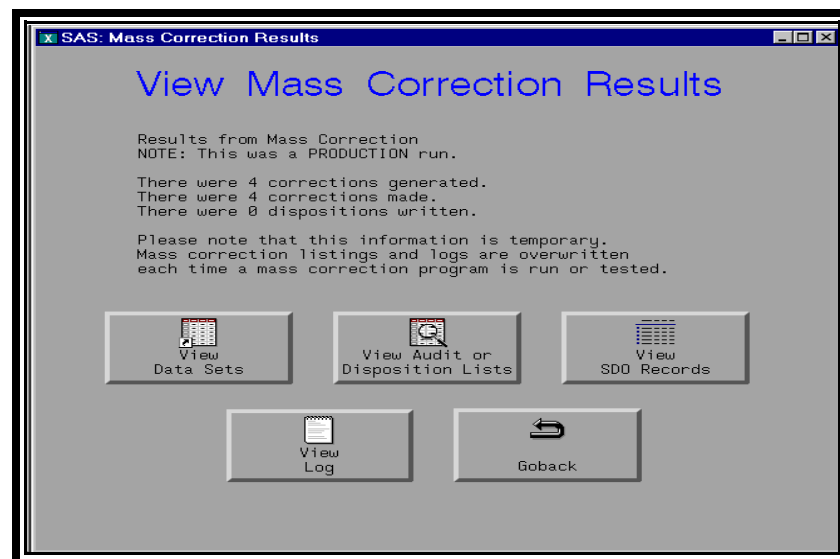 SAS: Mass Correction Results
View Mass Correction Results
Results from Mass Correction
NOTE: This was a PRODUCTION run.
There were 4 corrections generated.
There were 4 corrections made.
There were 0 dispositions written.
Please note that this information is temporary.
Mass correction listings and logs are overwritten
each time a mass correction program is run or tested.
View
Data Sets
View Audit or
Disposition Lists
View
SDO Records
View
Log
Goback